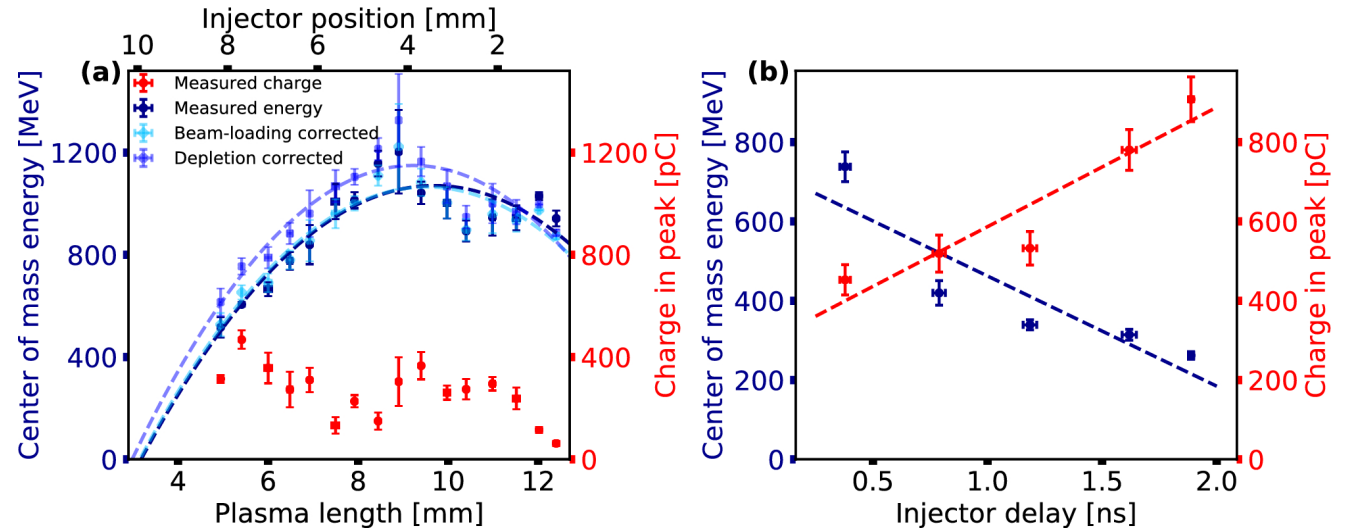 Injector position [mm]
10 8 6 4 2
(a)
Measured charge
Measured energy
Beam-loading corrected
Depletion corrected
Center of mass energy [MeV]
1200
800
400
0
Charge in peak [pC]
1200
800
400
0
4 6 8 10 12
Plasma length [mm]
(b)
Center of mass energy [MeV]
800
600
400
200
0
Charge in peak [pC]
800
600
400
200
0
0.5 1.0 1.5 2.0
Injector delay [ns]